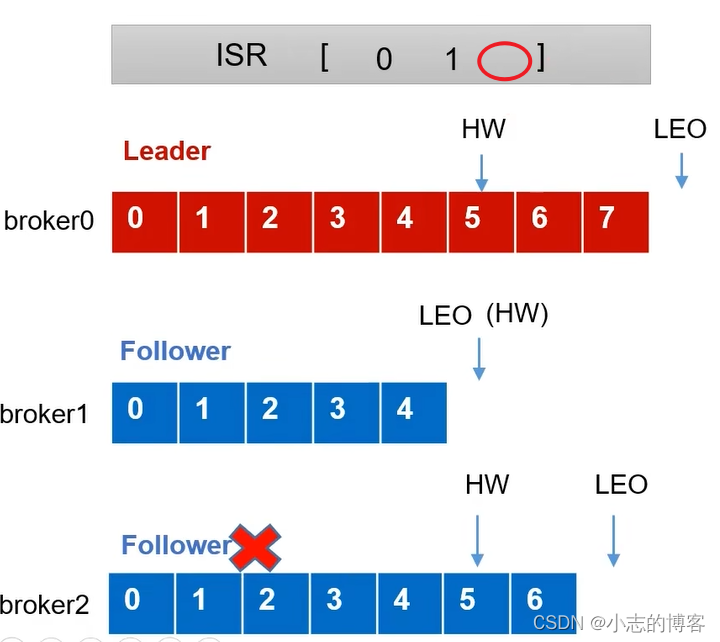 ISR [ 0 1 ]
HW LEO
Leader
broker0 0 1 2 3 4 5 6 7
LEO (HW)
Follower
broker1 0 1 2 3 4
HW LEO
Follower
broker2 0 1 2 3 4 5 6
CSDN @小志的博客